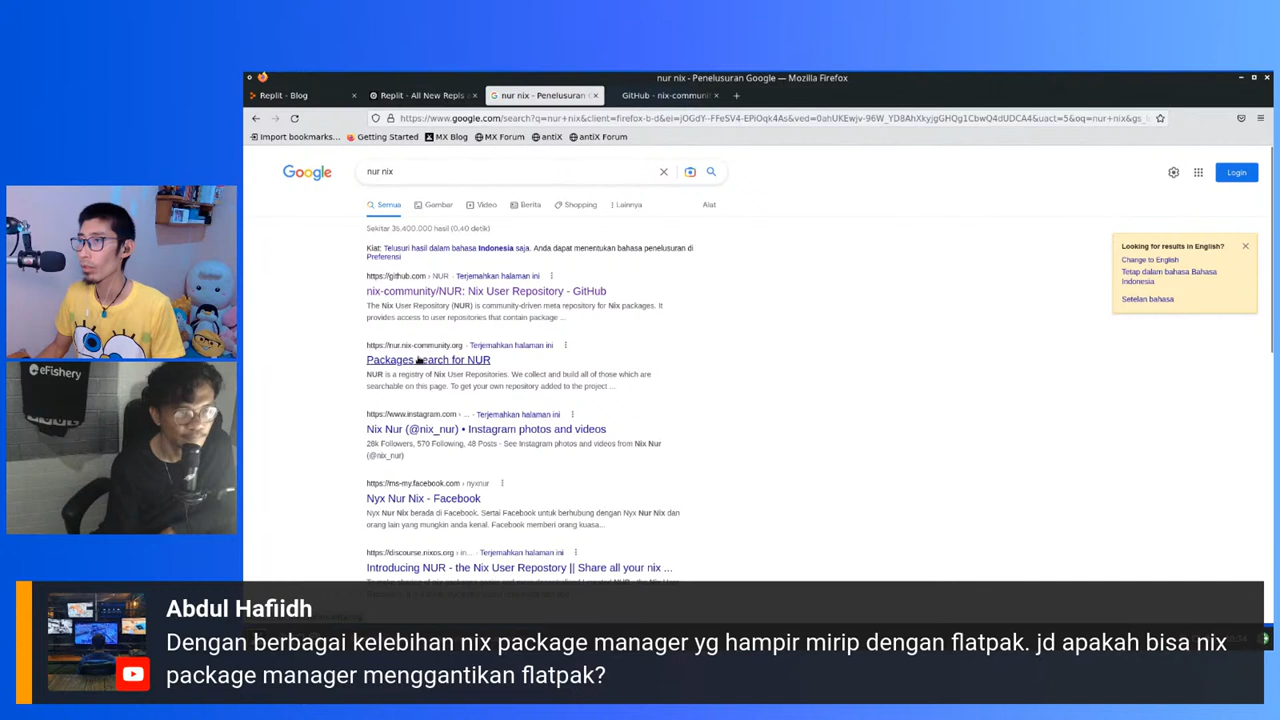 nur nix - Penelusuran Google — Mozilla Firefox
Replit - Blog
Replit - All New Repls
nur nix - Penelusuran
GitHub - nix-communit
Import bookmarks...
Getting Started
MX Blog
MX Forum
antiX
antiX Forum
Google
nur nix
Login
Semua
Gambar
Video
Berita
Shopping
Lainnya
Alat
Sekitar 35.400.000 hasil (0,40 detik)
Kiat: Telusuri hasil dalam bahasa Indonesia saja. Anda dapat menentukan bahasa penelusuran di
Preferensi
Looking for results in English?
Change to English
Tetap dalam bahasa Bahasa
Indonesia
Setelan bahasa
https://github.com › NUR Terjemahkan halaman ini
nix-community/NUR: Nix User Repository - GitHub
The Nix User Repository (NUR) is community-driven meta repository for Nix packages. It
provides access to user repositories that contain package ...
https://nur.nix-community.org Terjemahkan halaman ini
Packages search for NUR
NUR is a registry of Nix User Repositories. We collect and build all of those which are
searchable on this page. To get your own repository added to the project ...
https://www.instagram.com › ... Terjemahkan halaman ini
Nix Nur (@nix_nur) • Instagram photos and videos
28k Followers, 570 Following, 48 Posts - See Instagram photos and videos from Nix Nur
(@nix_nur)
https://ms-my.facebook.com › nyxnur
Nyx Nur Nix - Facebook
Nyx Nur Nix berada di Facebook. Sertai Facebook untuk berhubung dengan Nyx Nur Nix dan
orang lain yang mungkin anda kenal. Facebook memberi orang kuasa...
https://discourse.nixos.org › in... Terjemahkan halaman ini
Introducing NUR - the Nix User Repostory || Share all your nix ...
eFishery
Abdul Hafiidh
Dengan berbagai kelebihan nix package manager yg hampir mirip dengan flatpak. jd apakah bisa nix
package manager menggantikan flatpak?